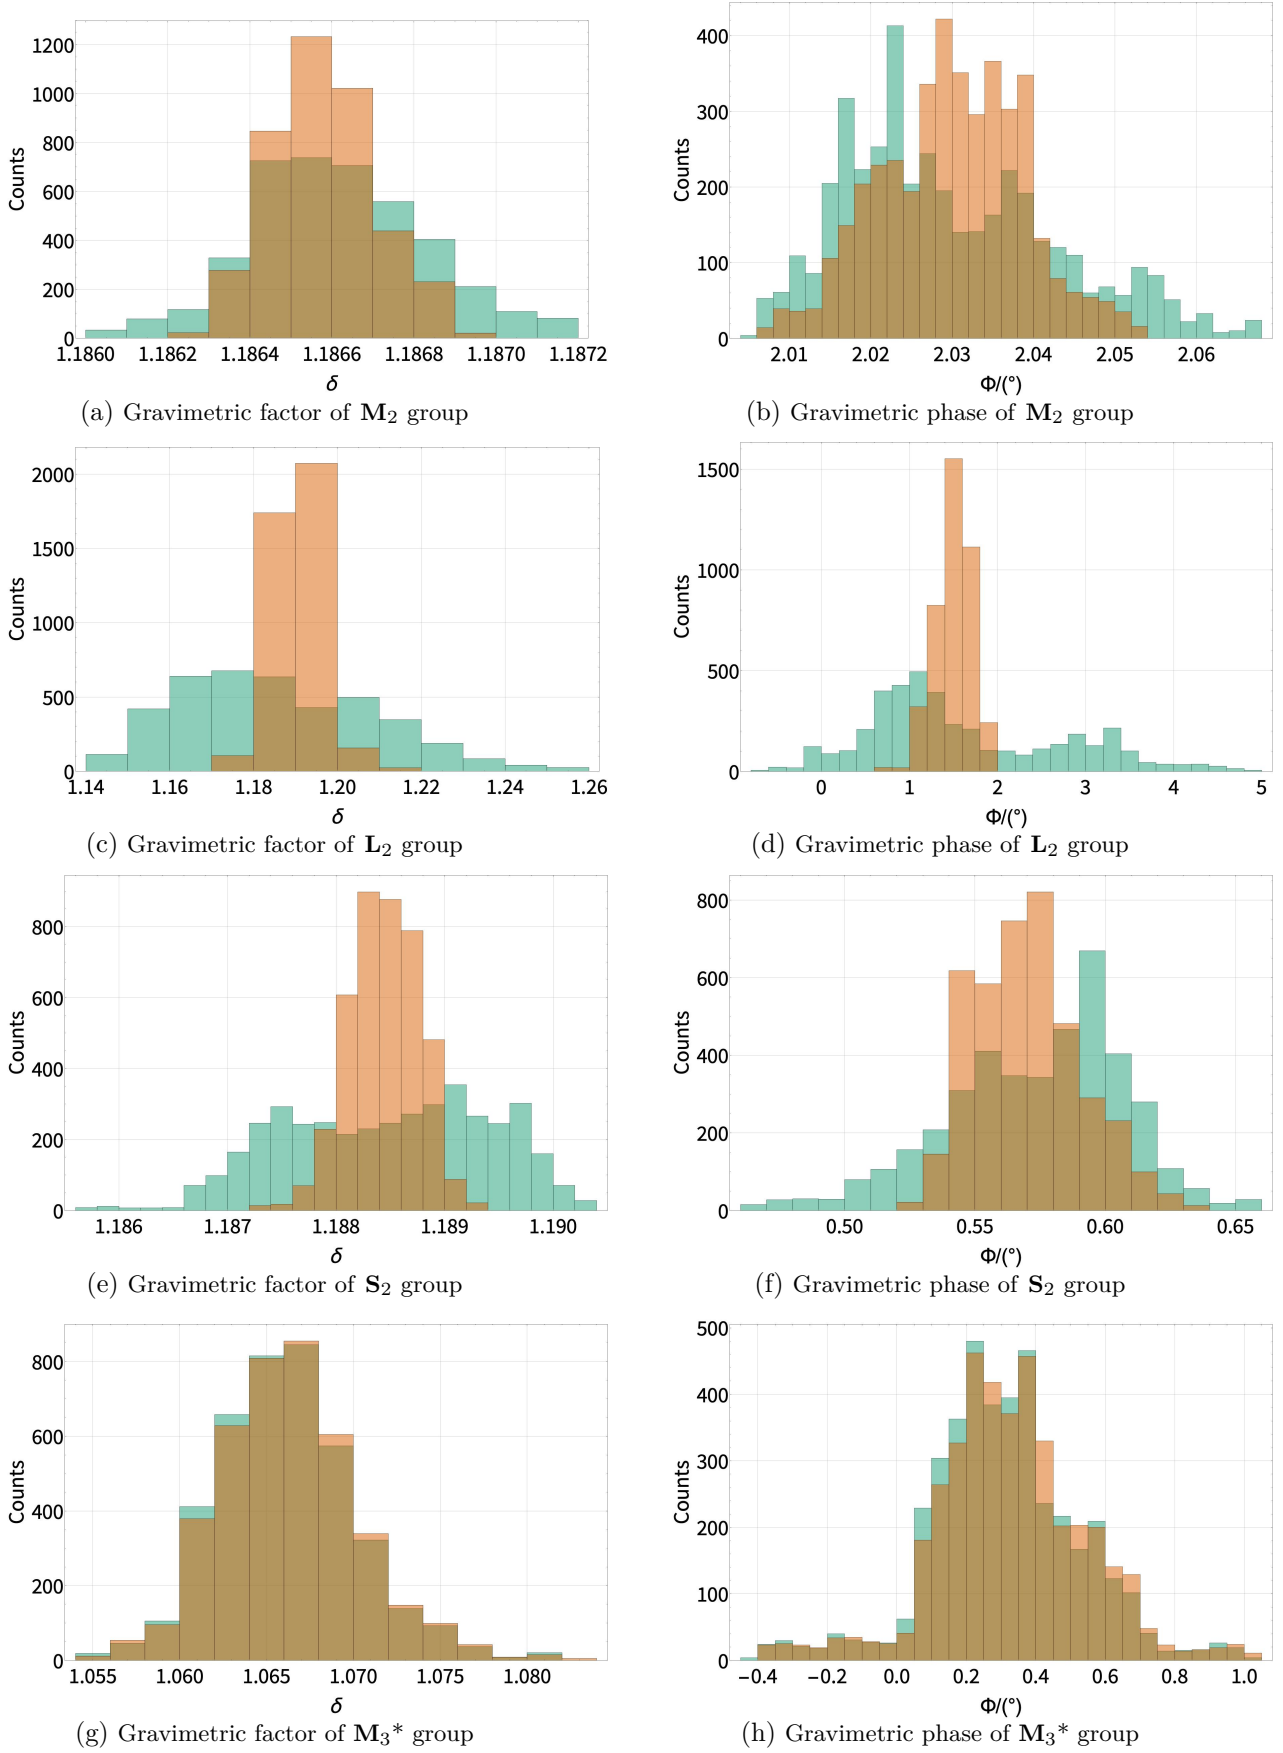 1200
1000
800
600
400
200
0
Counts
1.1860 1.1862 1.1864 1.1866 1.1868 1.1870 1.1872
δ
(a) Gravimetric factor of M₂ group
400
300
200
100
0
Counts
2.01 2.02 2.03 2.04 2.05 2.06
Φ/(°)
(b) Gravimetric phase of M₂ group
2000
1500
1000
500
0
Counts
1.14 1.16 1.18 1.20 1.22 1.24 1.26
δ
(c) Gravimetric factor of L₂ group
1500
1000
500
0
Counts
0 1 2 3 4 5
Φ/(°)
(d) Gravimetric phase of L₂ group
800
600
400
200
0
Counts
1.186 1.187 1.188 1.189 1.190
δ
(e) Gravimetric factor of S₂ group
800
600
400
200
0
Counts
0.50 0.55 0.60 0.65
Φ/(°)
(f) Gravimetric phase of S₂ group
800
600
400
200
0
Counts
1.055 1.060 1.065 1.070 1.075 1.080
δ
(g) Gravimetric factor of M₃* group
500
400
300
200
100
0
Counts
−0.4 −0.2 0.0 0.2 0.4 0.6 0.8 1.0
Φ/(°)
(h) Gravimetric phase of M₃* group